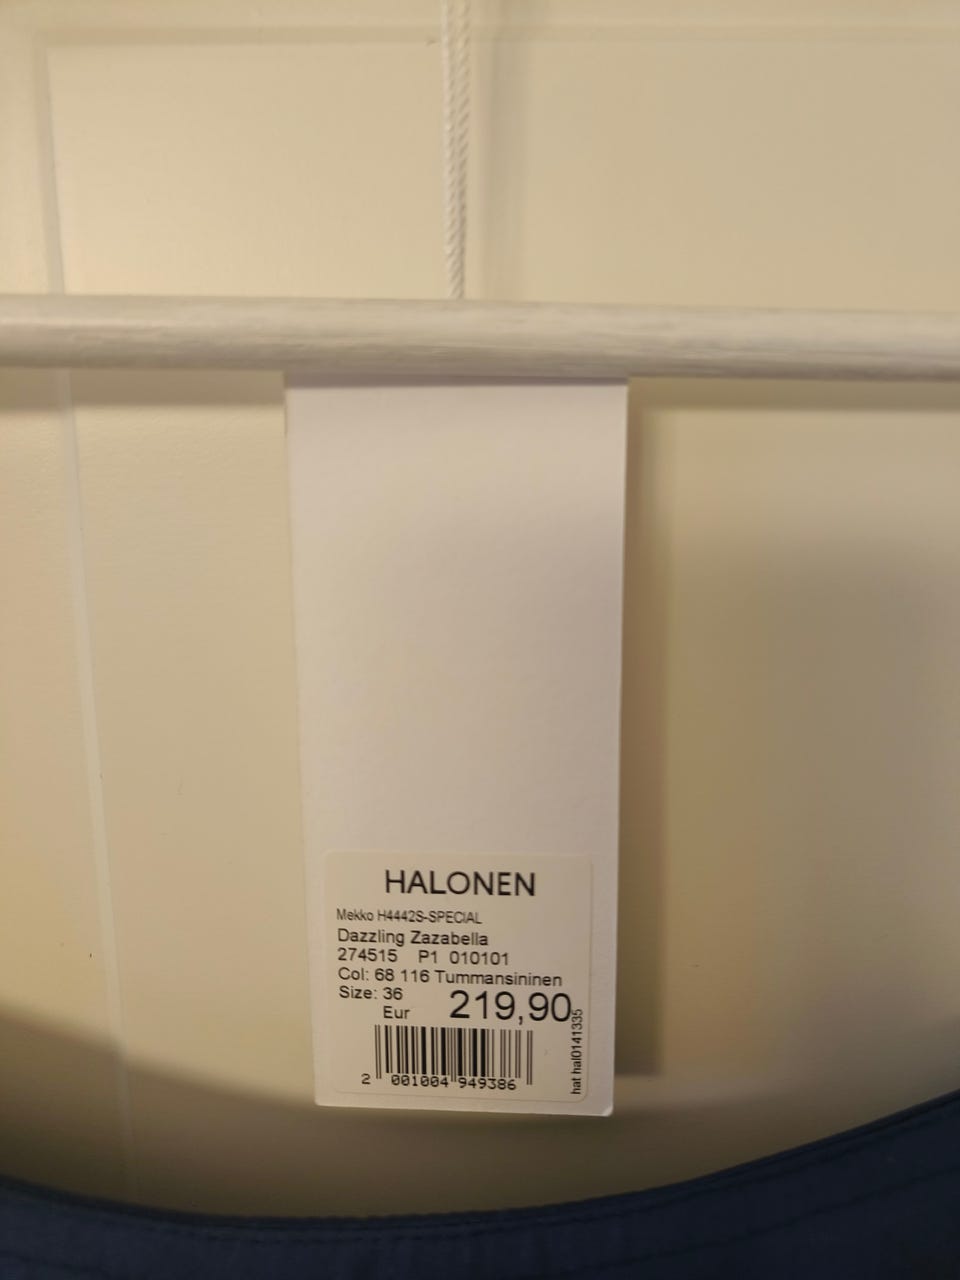 HALONEN
Mekko H4442S-SPECIAL
Dazzling Zazabella
274515 P1 010101
Col: 68 116 Tummansininen
Size: 36
Eur 219,90
hat hal0141335
2 001004 949386